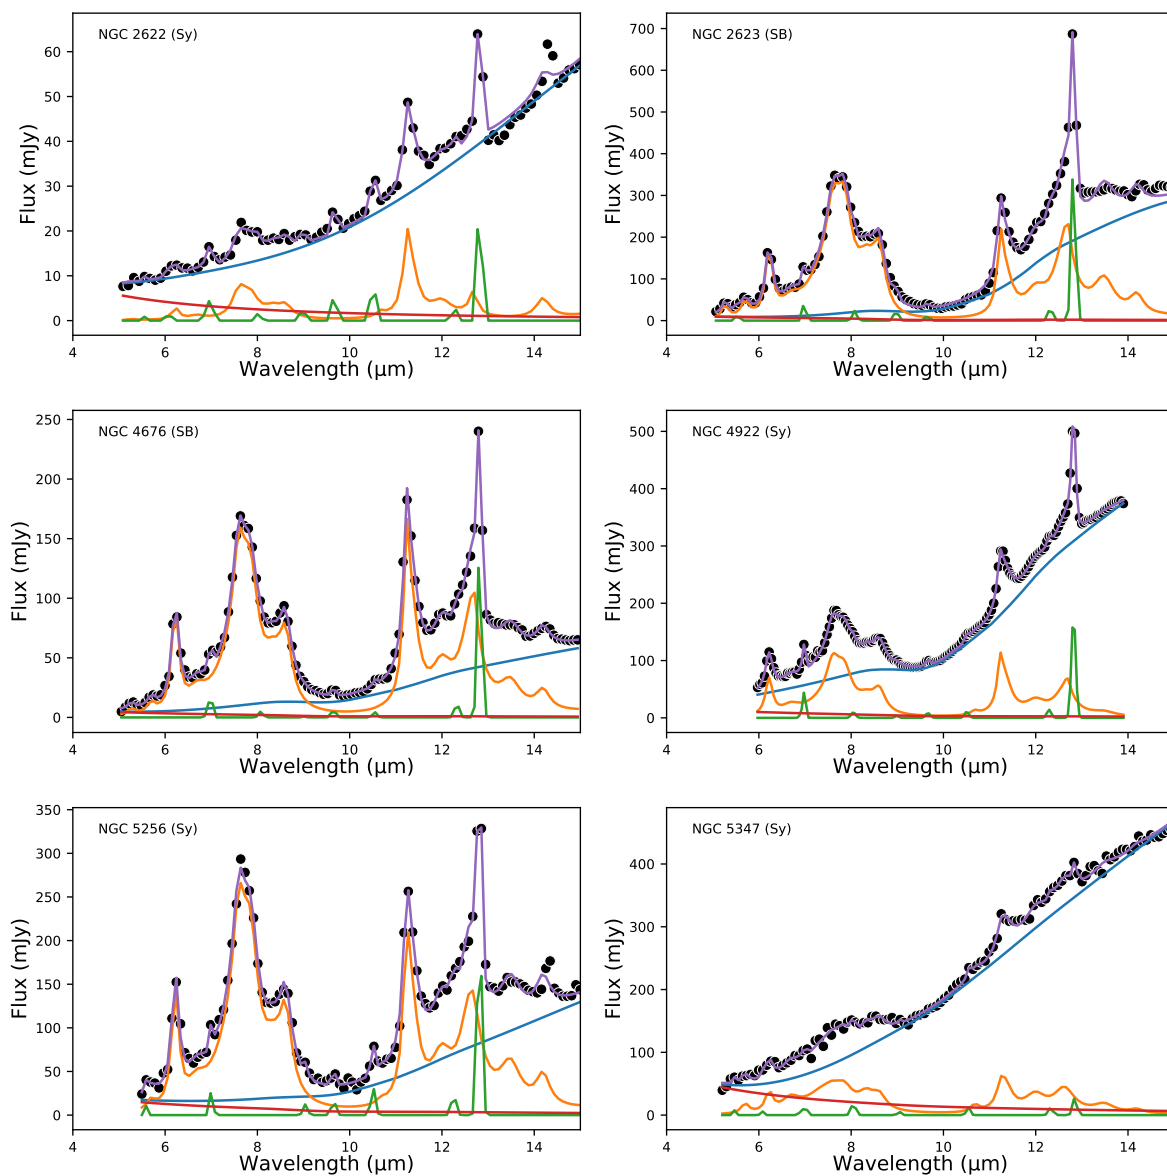 NGC 2622 (Sy)
60
50
40
30
20
10
0
Flux (mJy)
4 6 8 10 12 14
Wavelength (μm)
NGC 2623 (SB)
700
600
500
400
300
200
100
0
Flux (mJy)
4 6 8 10 12 14
Wavelength (μm)
NGC 4676 (SB)
250
200
150
100
50
0
Flux (mJy)
4 6 8 10 12 14
Wavelength (μm)
NGC 4922 (Sy)
500
400
300
200
100
0
Flux (mJy)
4 6 8 10 12 14
Wavelength (μm)
NGC 5256 (Sy)
350
300
250
200
150
100
50
0
Flux (mJy)
4 6 8 10 12 14
Wavelength (μm)
NGC 5347 (Sy)
400
300
200
100
0
Flux (mJy)
4 6 8 10 12 14
Wavelength (μm)